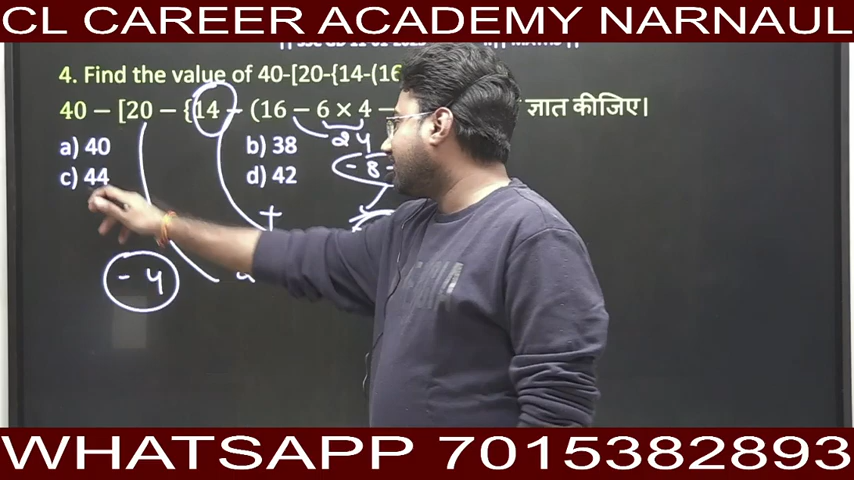 CL CAREER ACADEMY NARNAUL
4. Find the value of 40-[20-{14-(16
40 − [20 − {14 − (16 − 6 × 4 − ज्ञात कीजिए।
a) 40 b) 38
24
c) 44 d) 42
- 8
+
- 4
WHATSAPP 7015382893